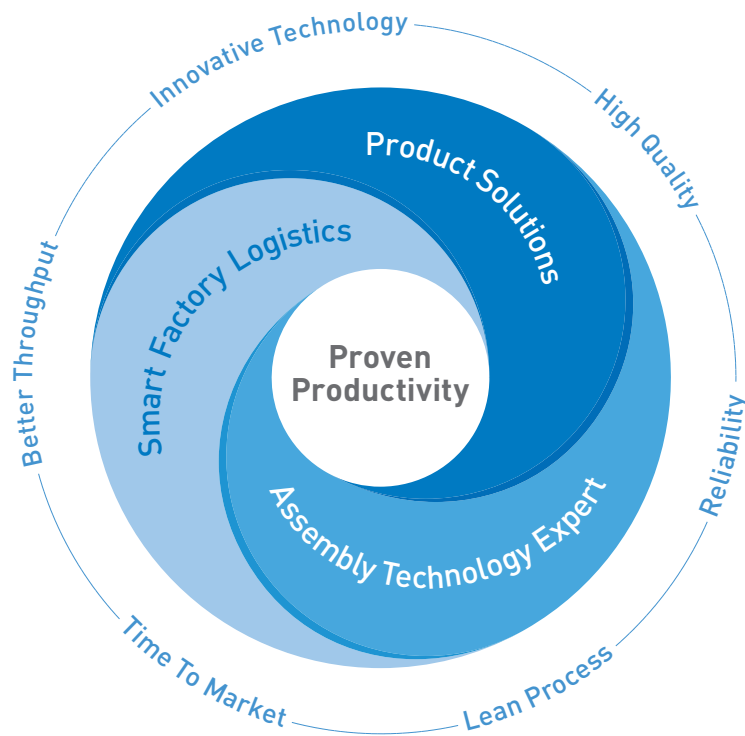 Innovative Technology
High Quality
Reliability
Lean Process
Time To Market
Better Throughput
Product Solutions
Smart Factory Logistics
Assembly Technology Expert
Proven
Productivity